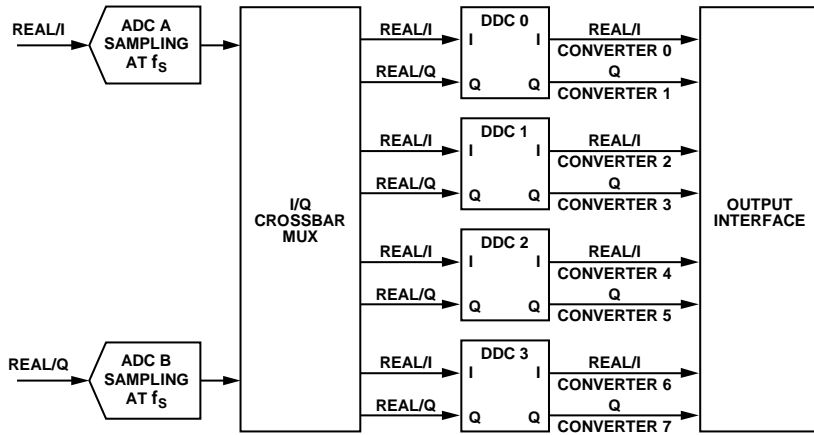 REAL/I
ADC A
SAMPLING
AT fS
I/Q
CROSSBAR
MUX
REAL/Q
ADC B
SAMPLING
AT fS
REAL/I
REAL/Q
DDC 0
I I
Q Q
REAL/I
CONVERTER 0
Q
CONVERTER 1
REAL/I
REAL/Q
DDC 1
I I
Q Q
REAL/I
CONVERTER 2
Q
CONVERTER 3
REAL/I
REAL/Q
DDC 2
I I
Q Q
REAL/I
CONVERTER 4
Q
CONVERTER 5
REAL/I
REAL/Q
DDC 3
I I
Q Q
REAL/I
CONVERTER 6
Q
CONVERTER 7
OUTPUT
INTERFACE